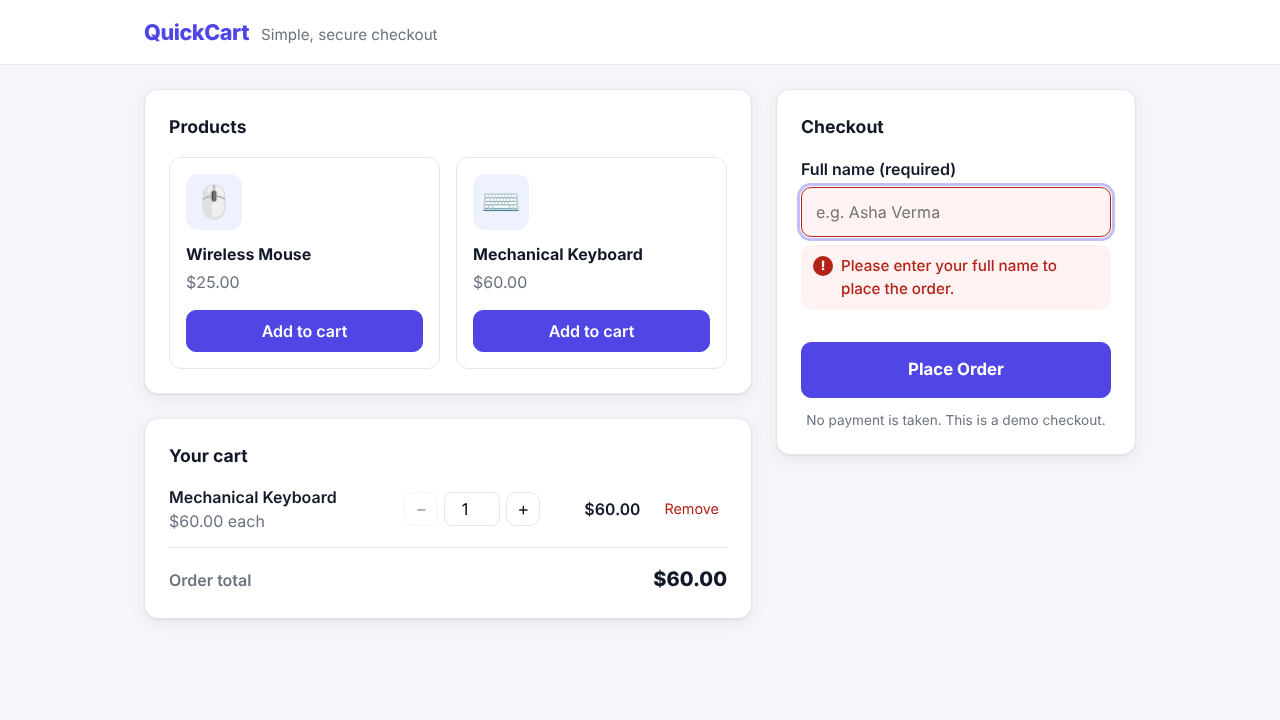 QuickCart Simple, secure checkout
Products
Wireless Mouse
$25.00
Add to cart
Mechanical Keyboard
$60.00
Add to cart
Your cart
Mechanical Keyboard
$60.00 each
− 1 + $60.00 Remove
Order total $60.00
Checkout
Full name (required)
e.g. Asha Verma
! Please enter your full name to
place the order.
Place Order
No payment is taken. This is a demo checkout.